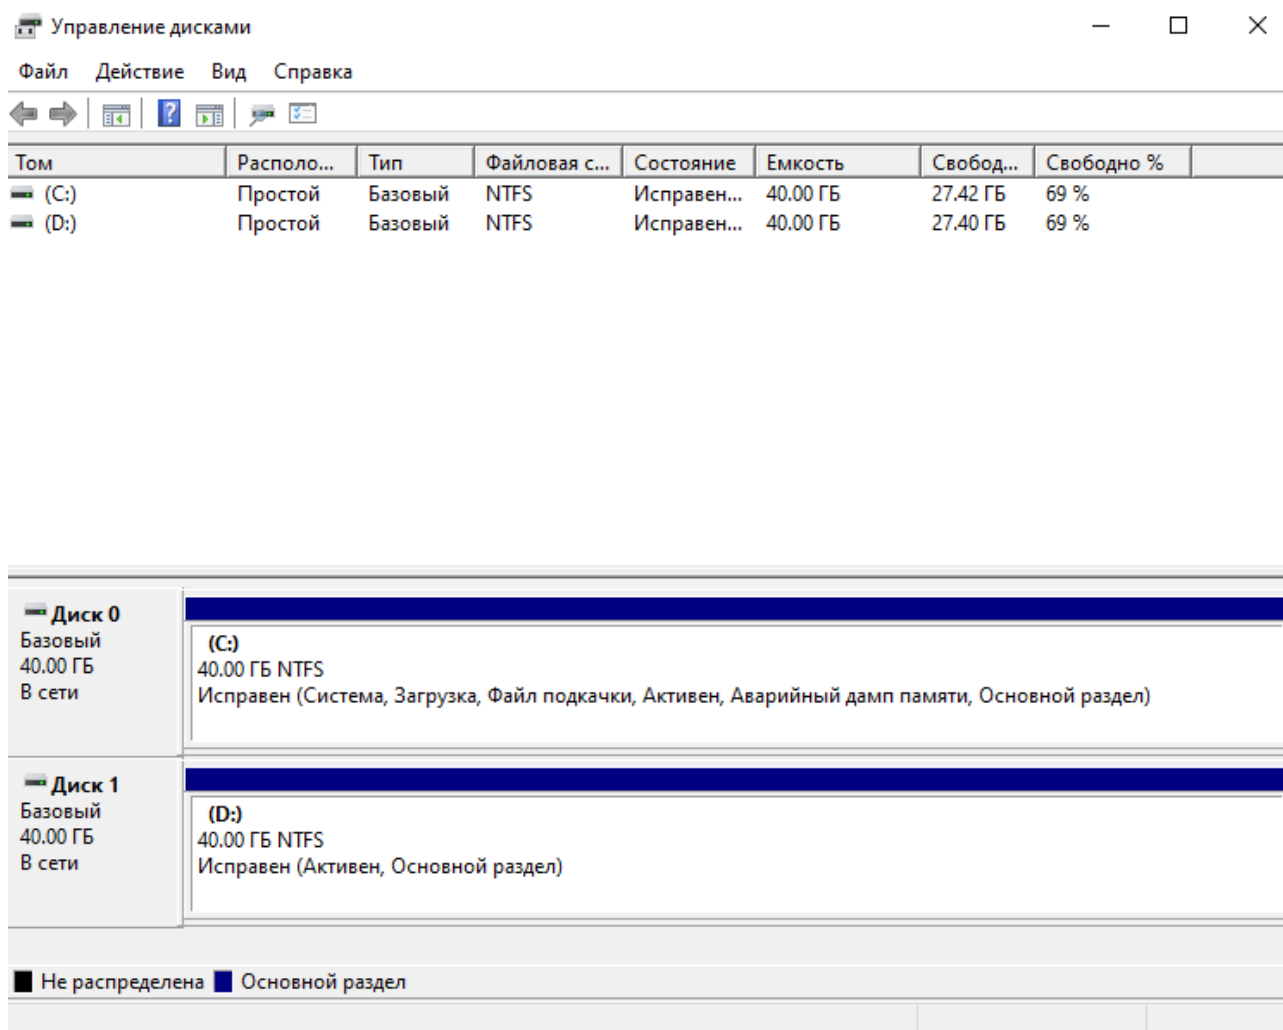 Управление дисками
Файл Действие Вид Справка
Том Располо... Тип Файловая с... Состояние Емкость Свобод... Свободно %
(C:) Простой Базовый NTFS Исправен... 40.00 ГБ 27.42 ГБ 69 %
(D:) Простой Базовый NTFS Исправен... 40.00 ГБ 27.40 ГБ 69 %
Диск 0
Базовый
40.00 ГБ
В сети
(C:)
40.00 ГБ NTFS
Исправен (Система, Загрузка, Файл подкачки, Активен, Аварийный дамп памяти, Основной раздел)
Диск 1
Базовый
40.00 ГБ
В сети
(D:)
40.00 ГБ NTFS
Исправен (Активен, Основной раздел)
Не распределена Основной раздел